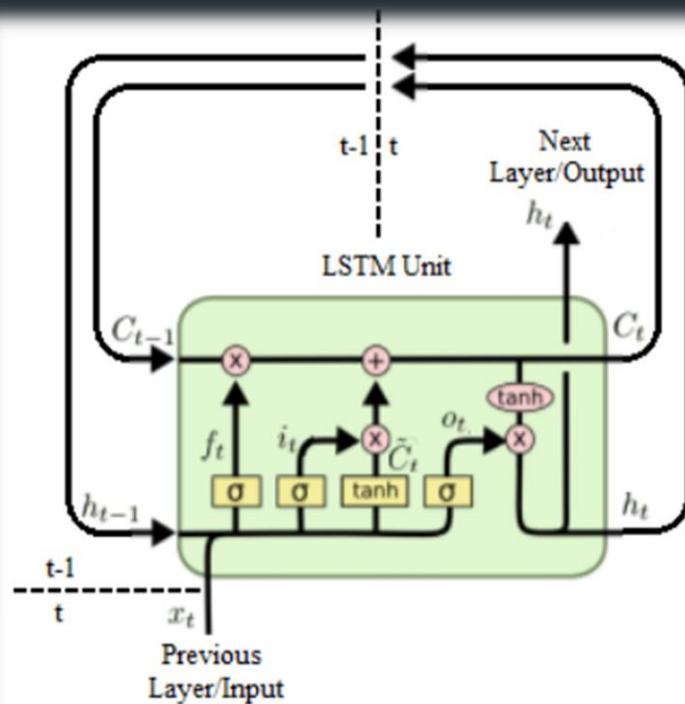 t-1 t
Next
Layer/Output
h_t
LSTM Unit
C_{t-1}
C_t
x
+
tanh
f_t
i_t
x
C̃_t
o_t
x
σ
σ
tanh
σ
h_{t-1}
h_t
t-1
t
x_t
Previous
Layer/Input